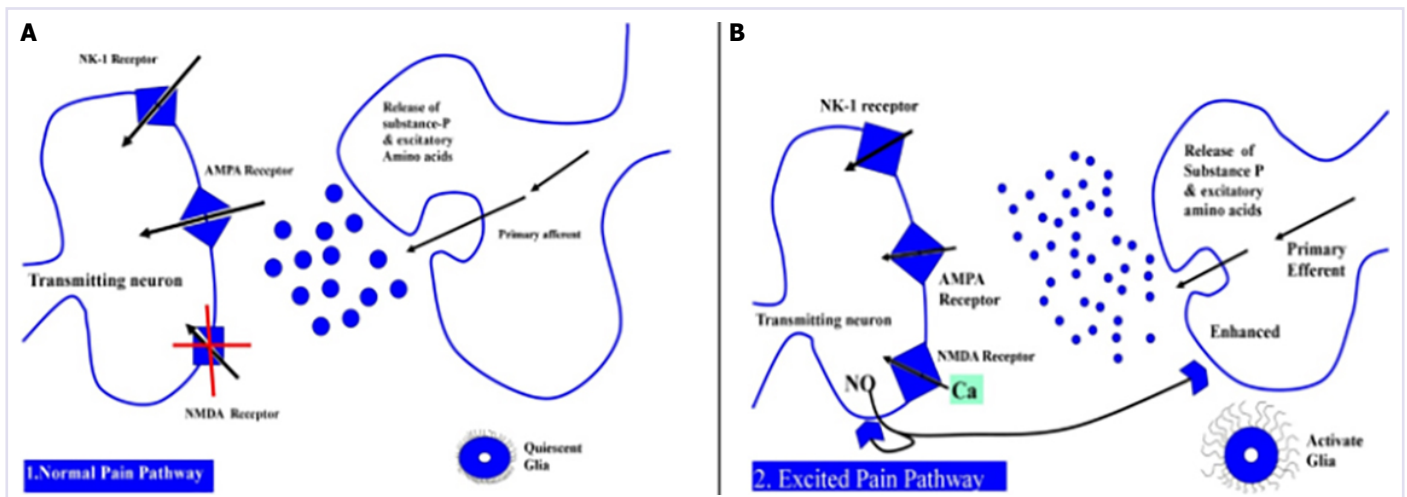 A
NK-1 Receptor
Release of
substance-P
& excitatory
Amino acids
AMPA Receptor
Primary afferent
Transmitting neuron
NMDA Receptor
Quiescent
Glia
1.Normal Pain Pathway
B
NK-1 receptor
Release of
Substance P
& excitatory
amino acids
Primary
Efferent
AMPA
Receptor
Transmitting neuron
Enhanced
NMDA Receptor
NO
Ca
Activate
Glia
2. Excited Pain Pathway